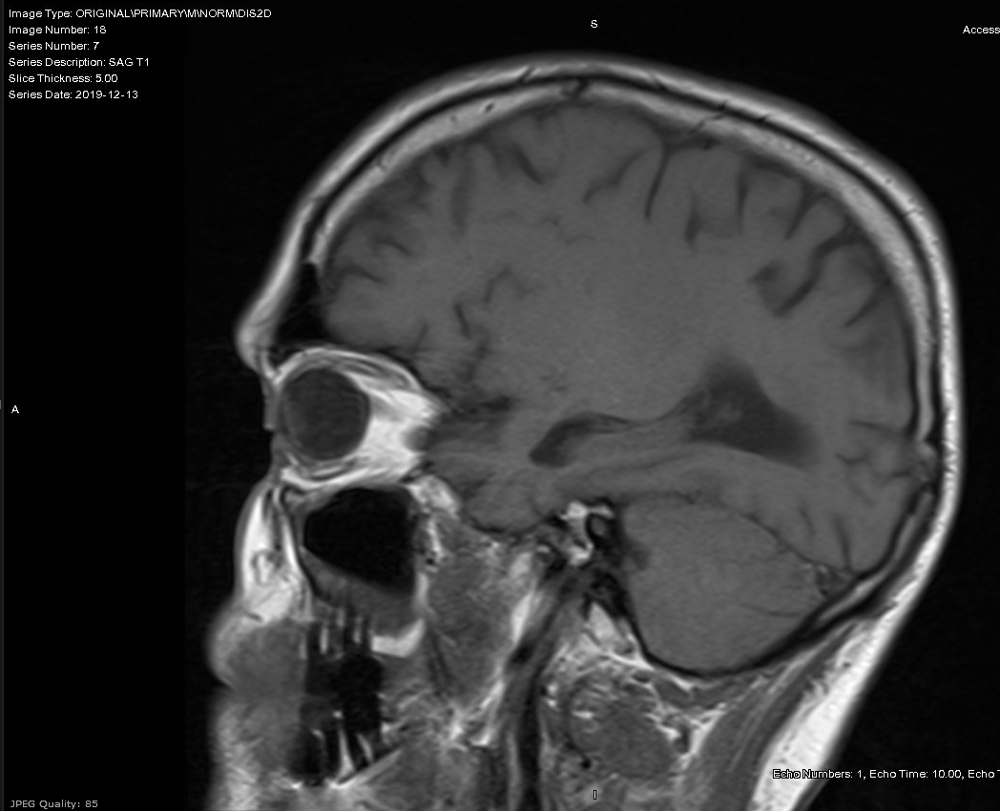 Image Type: ORIGINAL\PRIMARY\M\NORM\DIS2D
Image Number: 18
Series Number: 7
Series Description: SAG T1
Slice Thickness: 5.00
Series Date: 2019-12-13
S
Access
A
Echo Numbers: 1, Echo Time: 10.00, Echo T
I
JPEG Quality: 85